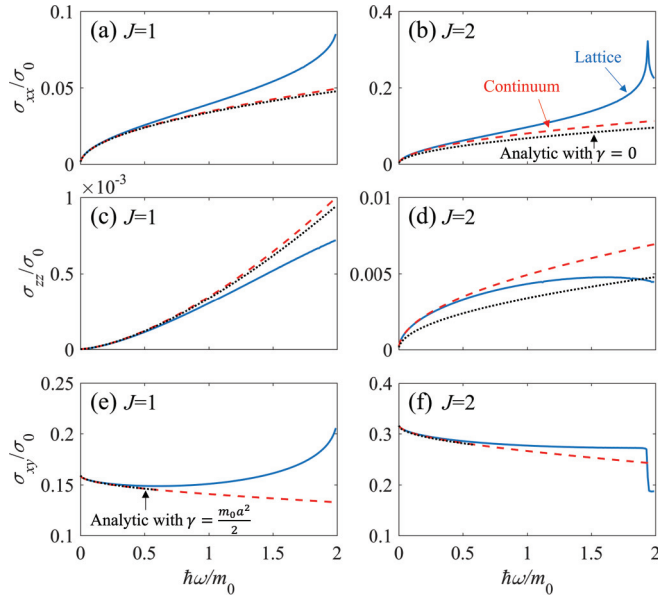 (a) J=1
(b) J=2
σxx/σ0
0.1
0.05
0
0.4
0.2
0
Lattice
Continuum
Analytic with γ = 0
×10⁻³
(c) J=1
(d) J=2
σzz/σ0
1
0.5
0
0.01
0.005
0
(e) J=1
(f) J=2
σxy/σ0
0.25
0.2
0.15
0.1
0.4
0.3
0.2
0.1
Analytic with γ = m₀a²/2
0 0.5 1 1.5 2
0 0.5 1 1.5 2
ħω/m₀
ħω/m₀